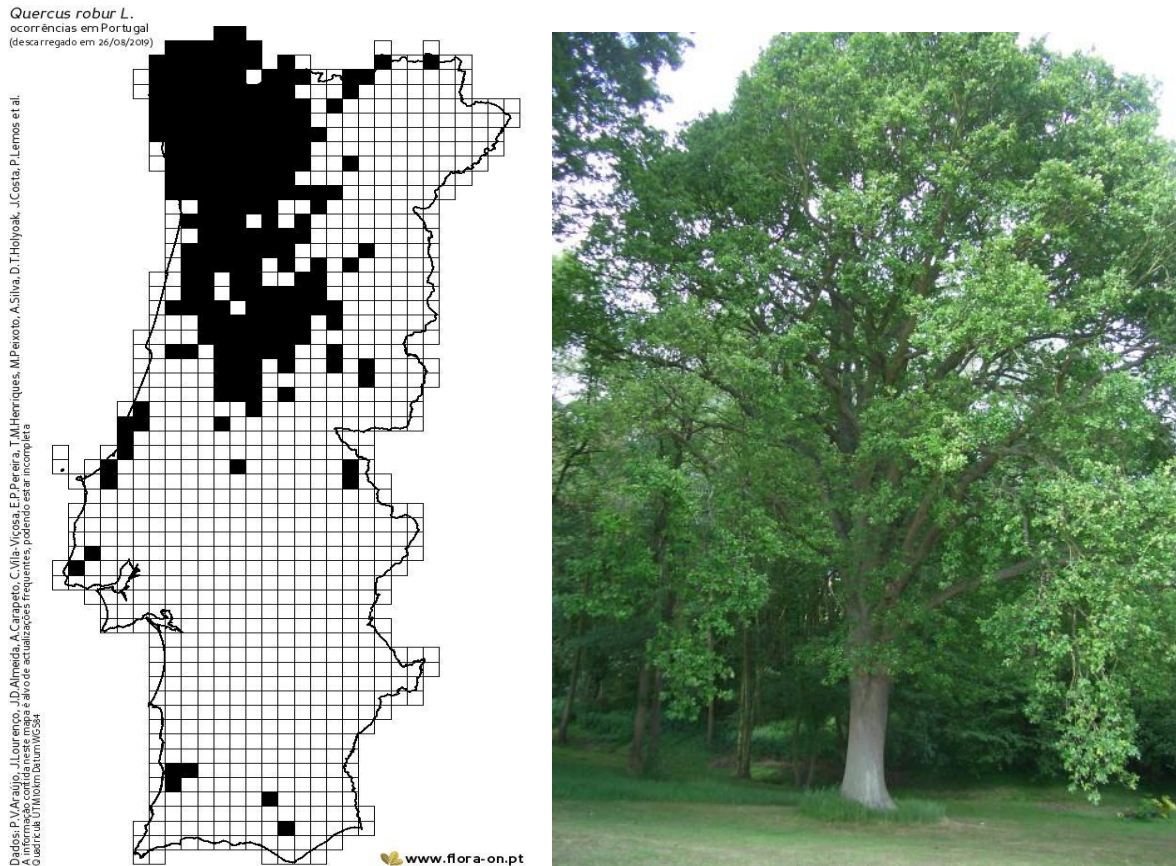 Quercus robur L.
ocorrências em Portugal
(descarregado em 26/08/2019)
Dados: P.V.Araújo, J.Lourenço, J.D.Almeida, A.Carapeto, C.Vila-Viçosa, E.P.Pereira, T.M.Henriques, M.Peixoto, A.Silva, D.T.Holyoak, J.Costa, P.Lemos et al.
A informação contida neste mapa é alvo de actualizações frequentes, podendo estar incompleta
Quadrícula UTM 10km Datum WGS84
www.flora-on.pt